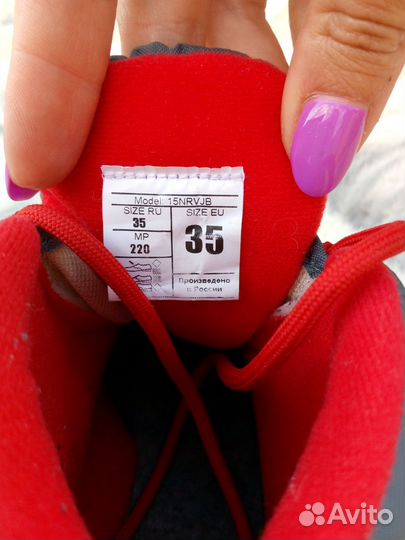 Model: 15NRVJB
SIZE RU
35
MP
220
SIZE EU
35
Произведено
в России
Avito